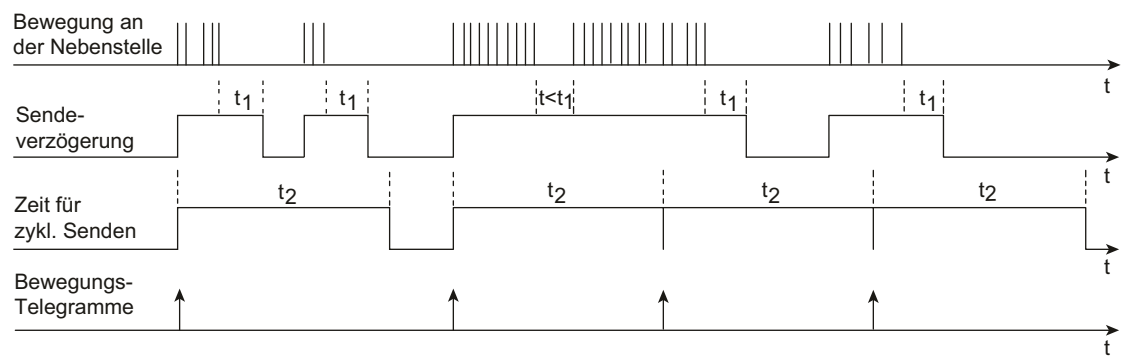 Bewegung an
der Nebenstelle
t
t1
t1
t<t1
t1
t1
Sende-
verzögerung
t
t2
t2
t2
t2
Zeit für
zykl. Senden
t
Bewegungs-
Telegramme
t